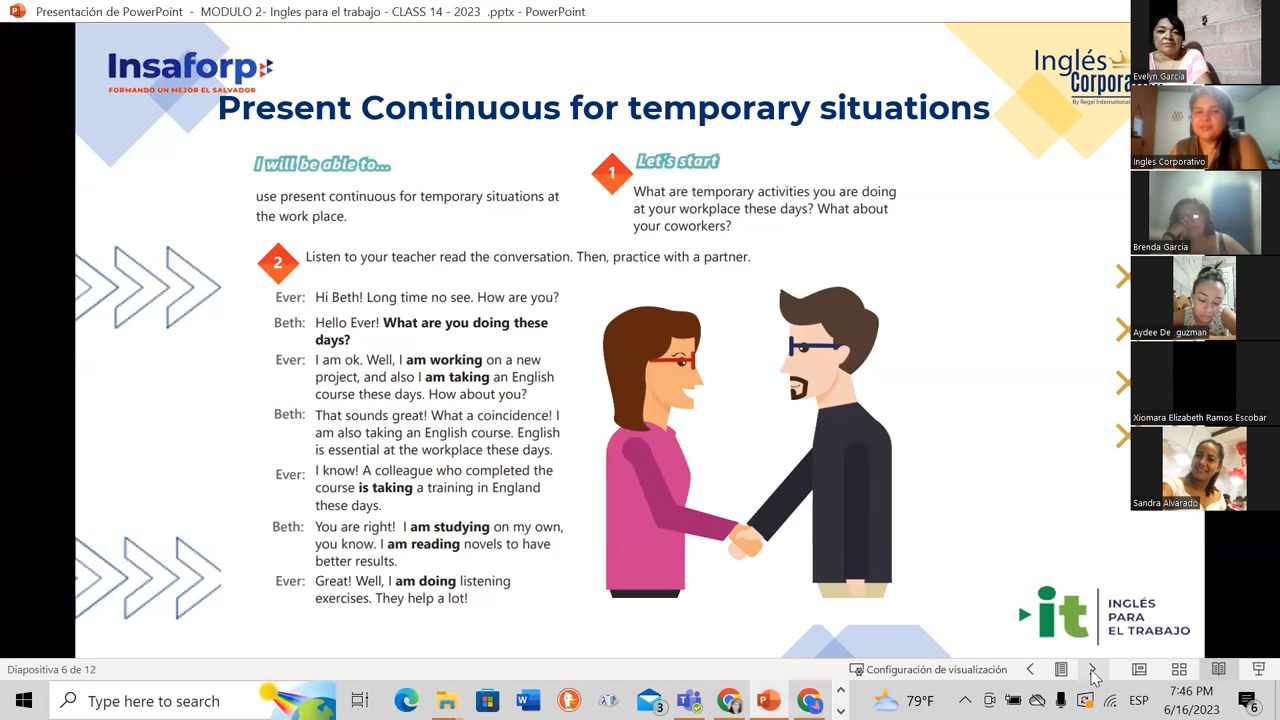 Presentación de PowerPoint - MODULO 2- Ingles para el trabajo - CLASS 14 - 2023 .pptx - PowerPoint
Insaforp
FORMANDO UN MEJOR EL SALVADOR
Inglés
Corporativo
By Regal International
Present Continuous for temporary situations
I will be able to...
use present continuous for temporary situations at
the work place.
1
Let's start
What are temporary activities you are doing
at your workplace these days? What about
your coworkers?
2
Listen to your teacher read the conversation. Then, practice with a partner.
Ever: Hi Beth! Long time no see. How are you?
Beth: Hello Ever! What are you doing these
days?
Ever: I am ok. Well, I am working on a new
project, and also I am taking an English
course these days. How about you?
Beth: That sounds great! What a coincidence! I
am also taking an English course. English
is essential at the workplace these days.
Ever: I know! A colleague who completed the
course is taking a training in England
these days.
Beth: You are right! I am studying on my own,
you know. I am reading novels to have
better results.
Ever: Great! Well, I am doing listening
exercises. They help a lot!
it
INGLÉS
PARA
EL TRABAJO
Evelyn García
Ingles Corporativo
Brenda García
Aydee De guzman
Xiomara Elizabeth Ramos Escobar
Sandra Alvarado
Diapositiva 6 de 12
Configuración de visualización
Type here to search
3
79°F
ESP
7:46 PM
6/16/2023
6